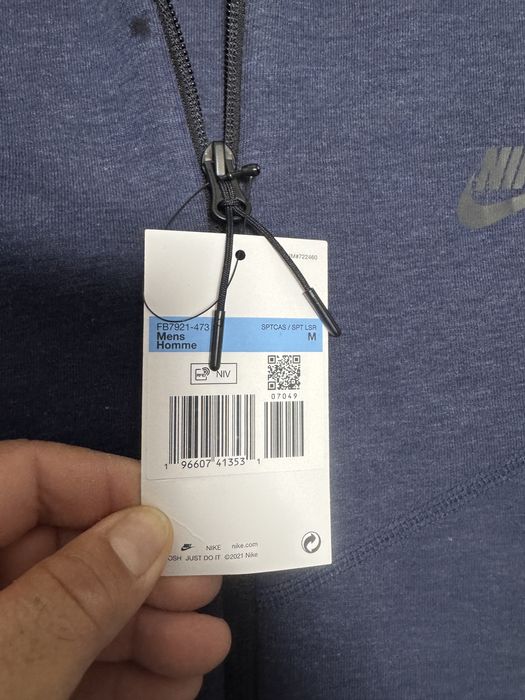 NIKE
M#722460
FB7921-473 SPTCAS / SPT LSR
Mens M
Homme
NIV
07049
1 96607 41353 1
NIKE nike.com
JUST DO IT ©2021 Nike